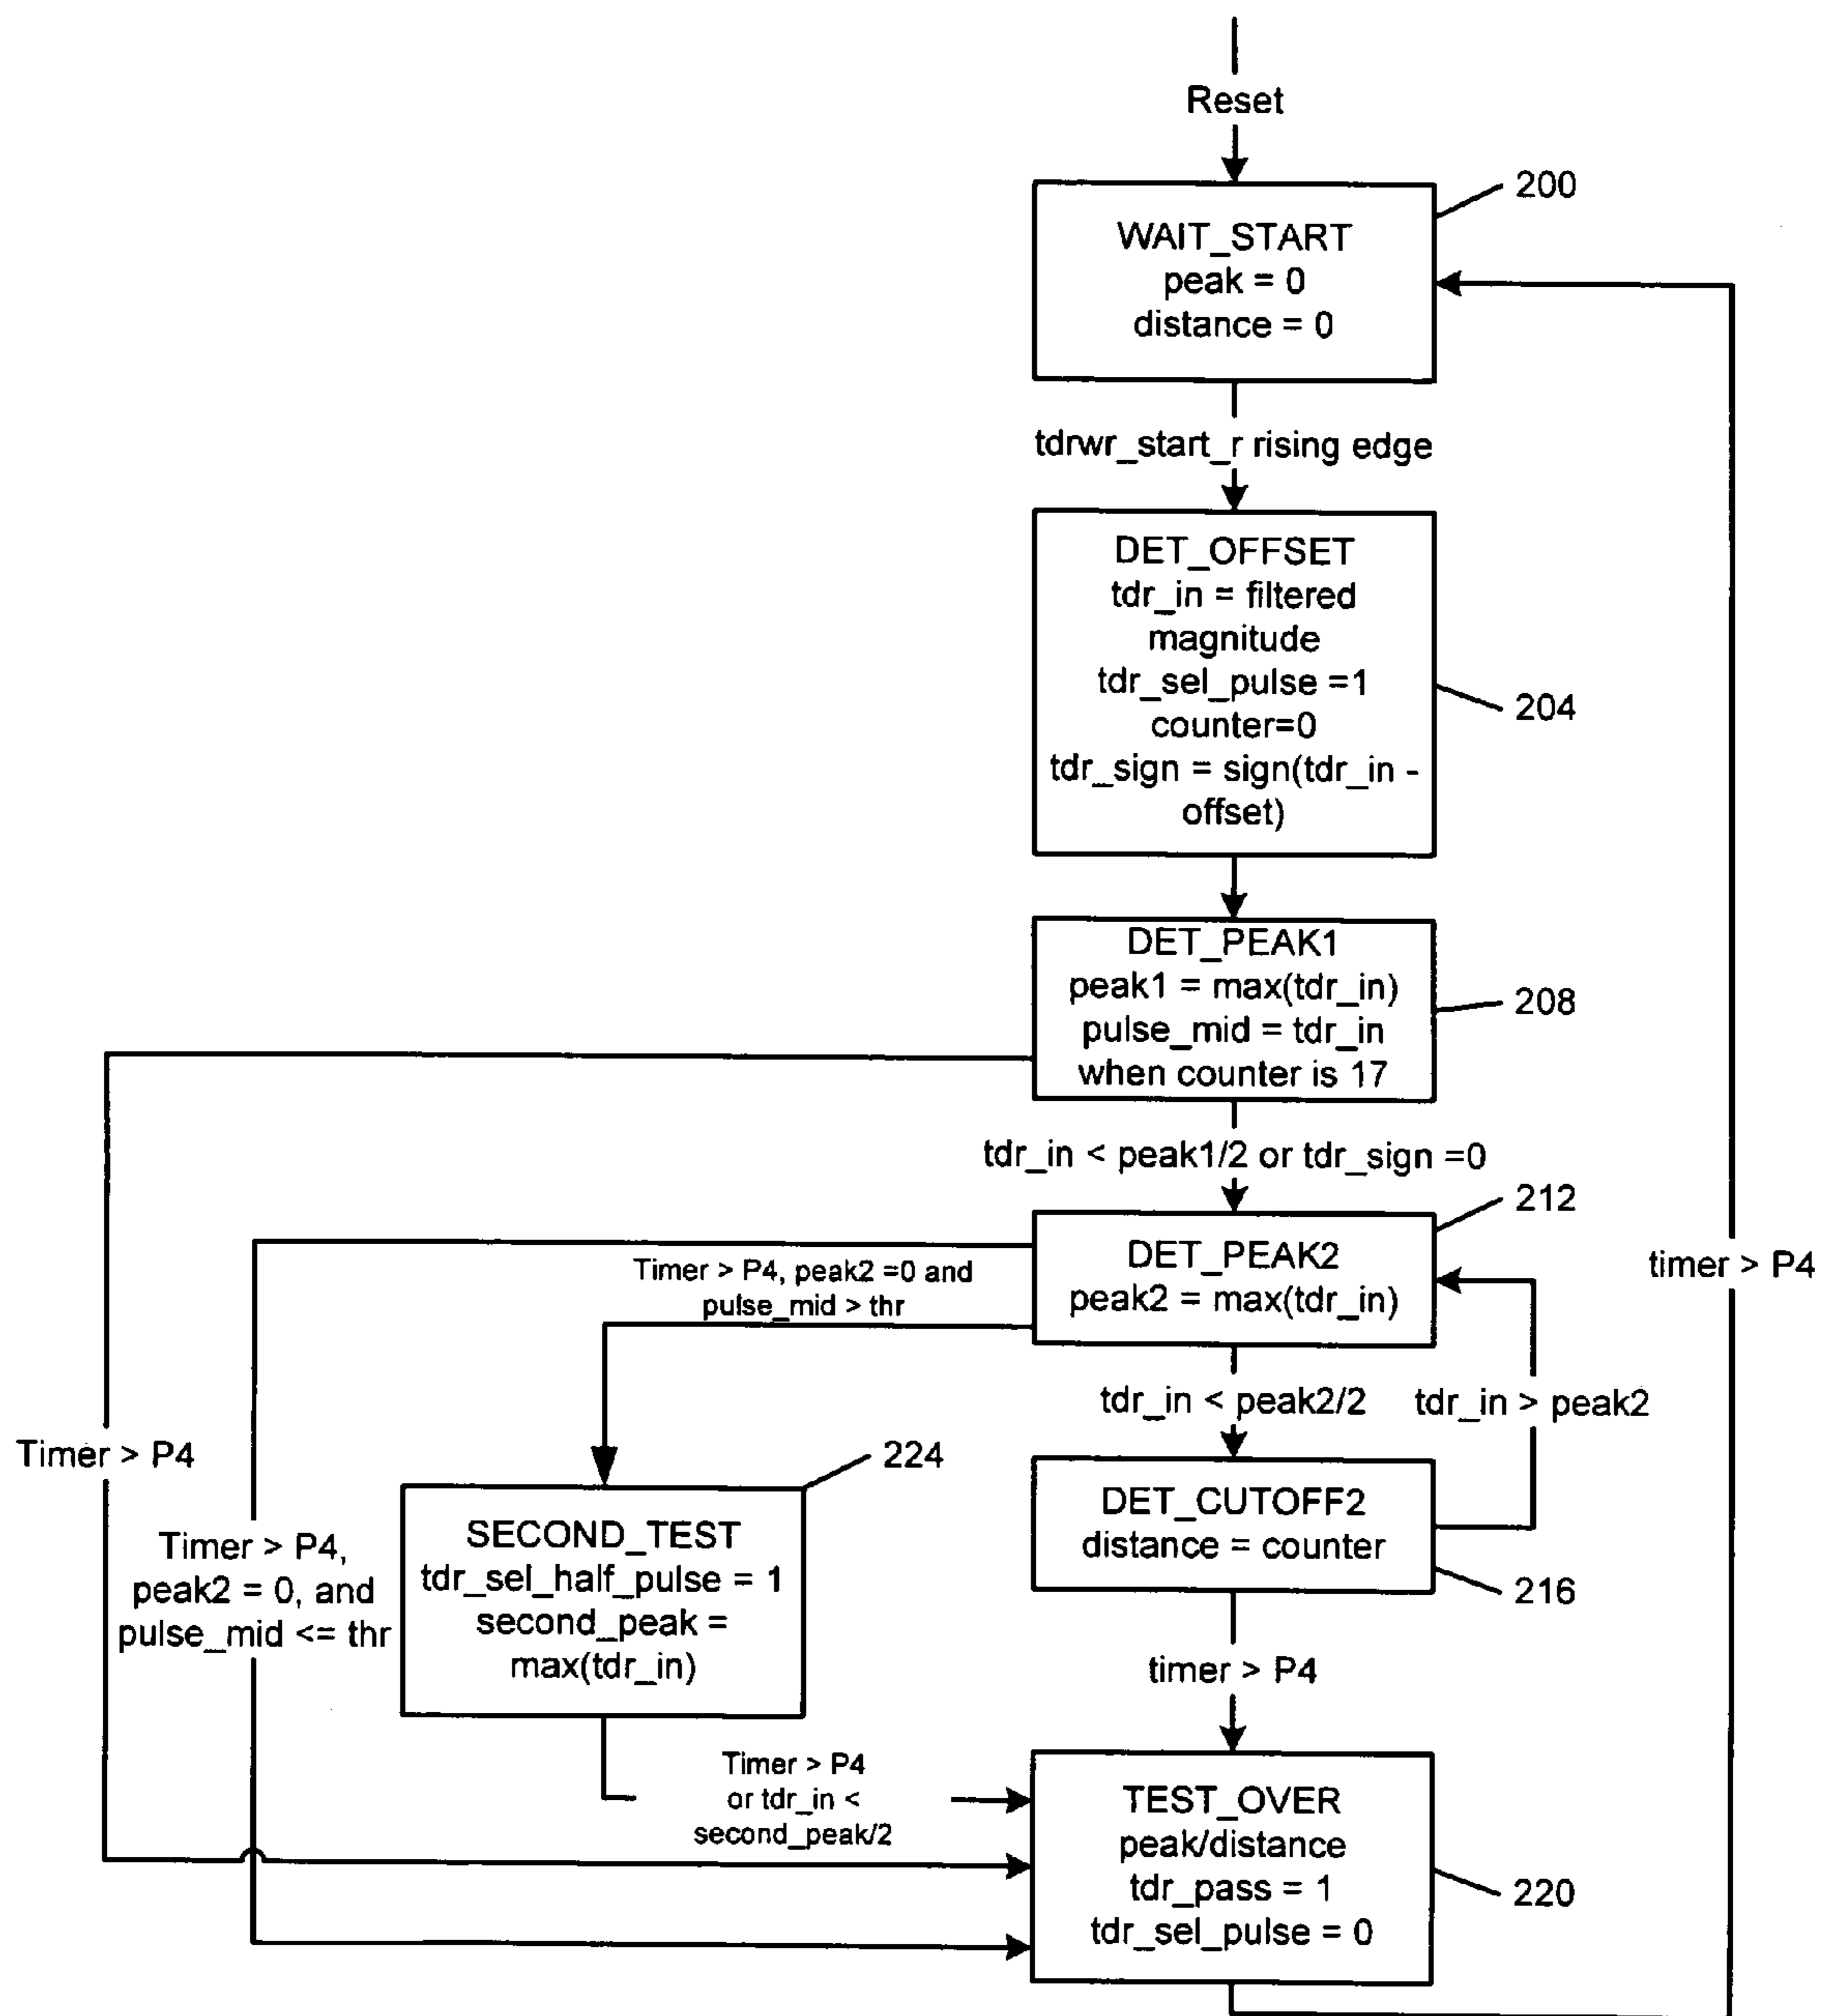 Reset
200
WAIT_START
peak = 0
distance = 0
tdrwr_start_r rising edge
DET_OFFSET
tdr_in = filtered
magnitude
tdr_sel_pulse =1
counter=0
tdr_sign = sign(tdr_in -
offset)
204
DET_PEAK1
peak1 = max(tdr_in)
pulse_mid = tdr_in
when counter is 17
208
tdr_in < peak1/2 or tdr_sign =0
212
DET_PEAK2
peak2 = max(tdr_in)
Timer > P4, peak2 =0 and
pulse_mid > thr
timer > P4
tdr_in < peak2/2
tdr_in > peak2
Timer > P4
224
DET_CUTOFF2
distance = counter
216
Timer > P4,
peak2 = 0, and
pulse_mid <= thr
SECOND_TEST
tdr_sel_half_pulse = 1
second_peak =
max(tdr_in)
timer > P4
Timer > P4
or tdr_in <
second_peak/2
TEST_OVER
peak/distance
tdr_pass = 1
tdr_sel_pulse = 0
220